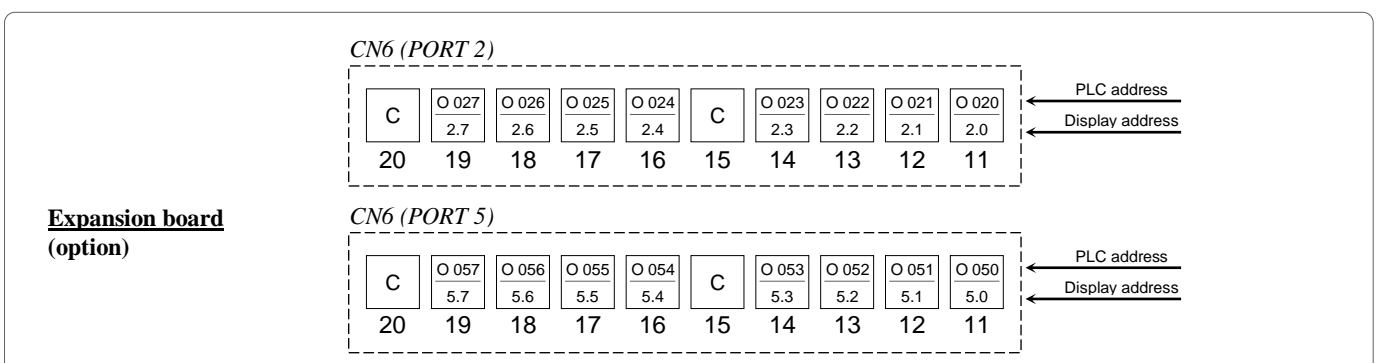 CN6 (PORT 2)
C O 027 O 026 O 025 O 024 C O 023 O 022 O 021 O 020 PLC address
2.7 2.6 2.5 2.4 2.3 2.2 2.1 2.0 Display address
20 19 18 17 16 15 14 13 12 11
Expansion board
(option)
CN6 (PORT 5)
C O 057 O 056 O 055 O 054 C O 053 O 052 O 051 O 050 PLC address
5.7 5.6 5.5 5.4 5.3 5.2 5.1 5.0 Display address
20 19 18 17 16 15 14 13 12 11